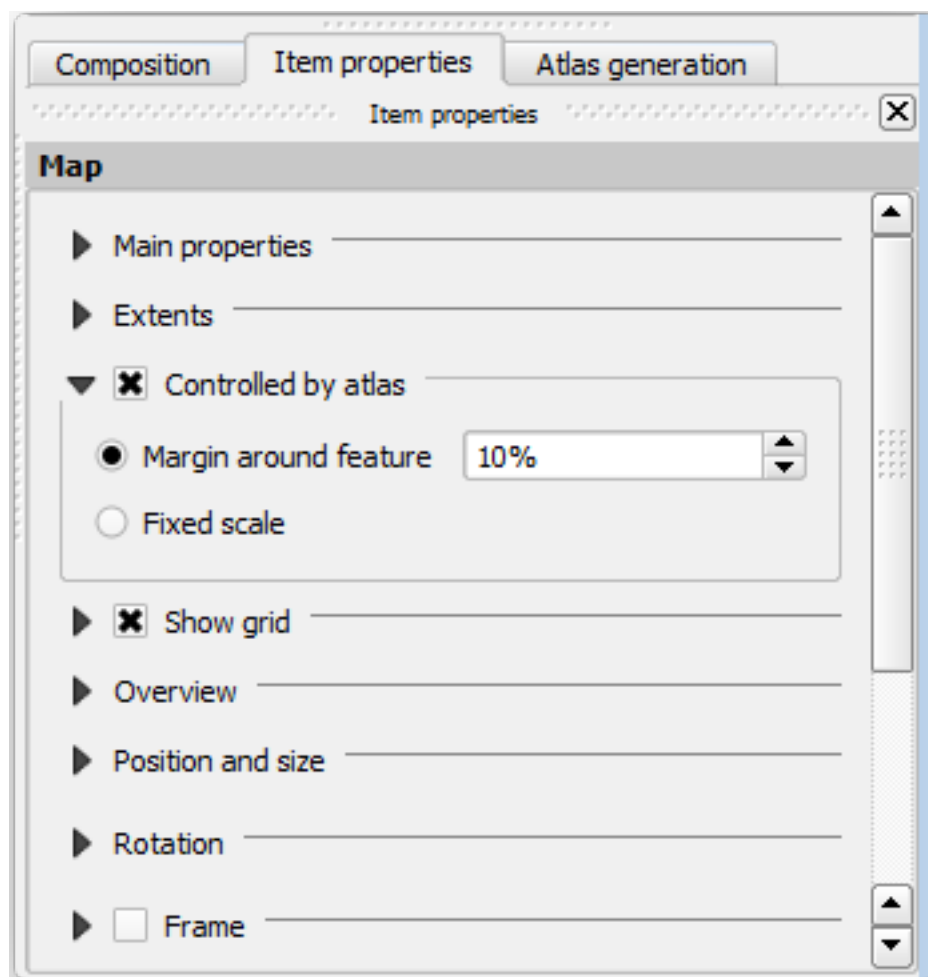 Composition Item properties Atlas generation
Item properties
Map
Main properties
Extents
Controlled by atlas
Margin around feature 10%
Fixed scale
Show grid
Overview
Position and size
Rotation
Frame